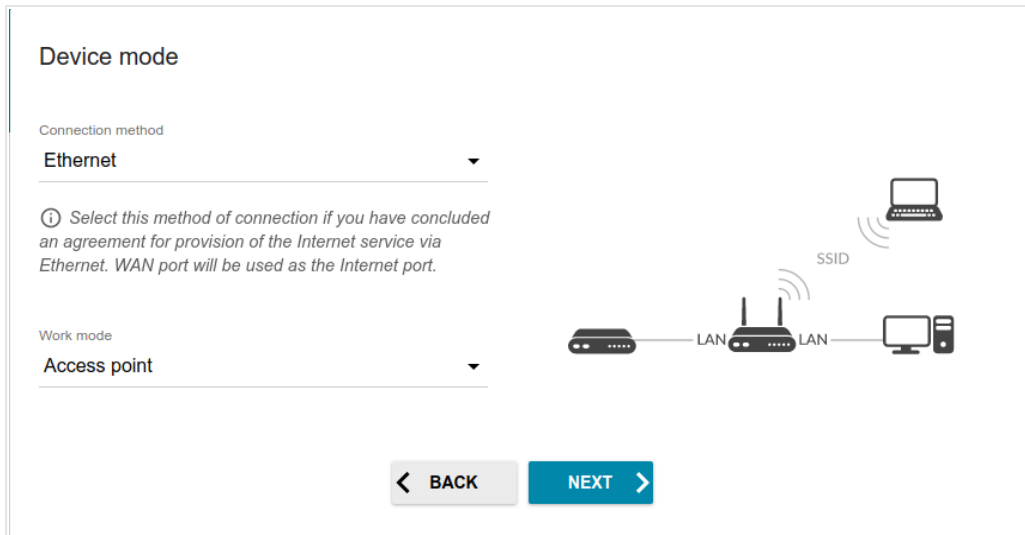 Device mode
Connection method
Ethernet
Select this method of connection if you have concluded
an agreement for provision of the Internet service via
Ethernet. WAN port will be used as the Internet port.
Work mode
Access point
SSID
LAN LAN
BACK NEXT